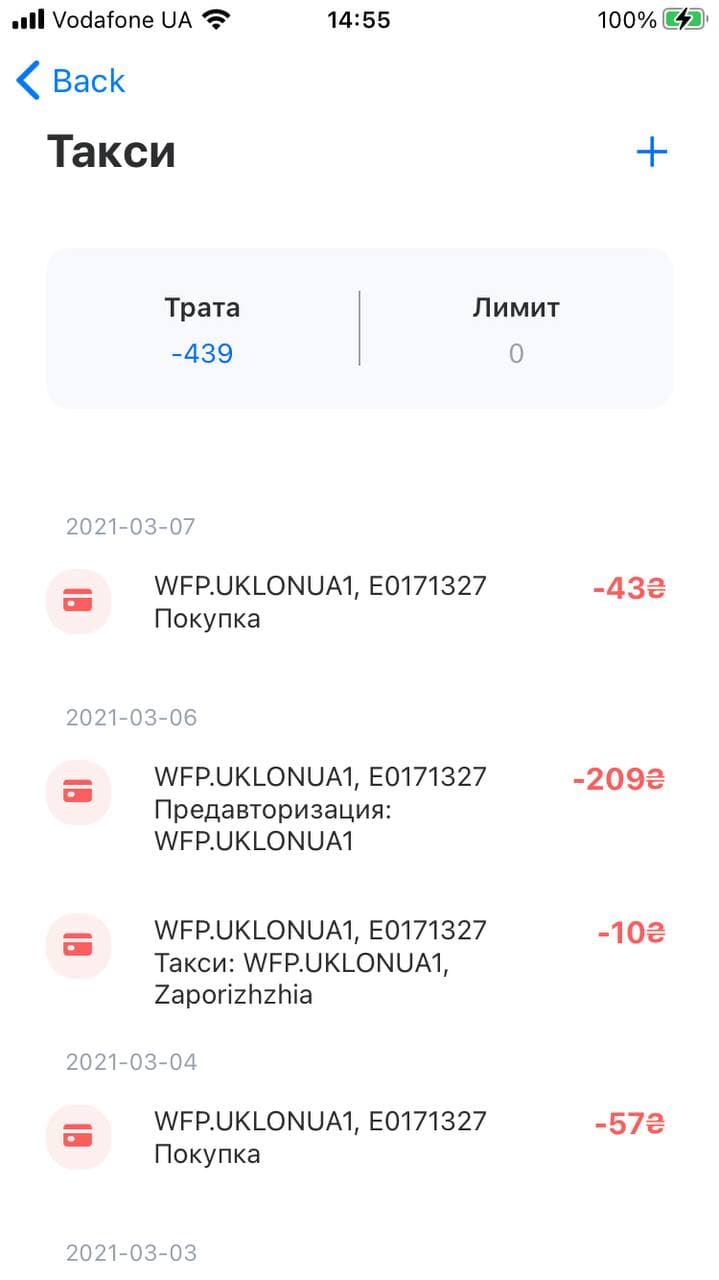 Vodafone UA 14:55 100%
Back
Такси
Трата Лимит
-439 0
2021-03-07
WFP.UKLONUA1, E0171327 -43₴
Покупка
2021-03-06
WFP.UKLONUA1, E0171327 -209₴
Предавторизация:
WFP.UKLONUA1
WFP.UKLONUA1, E0171327 -10₴
Такси: WFP.UKLONUA1,
Zaporizhzhia
2021-03-04
WFP.UKLONUA1, E0171327 -57₴
Покупка
2021-03-03